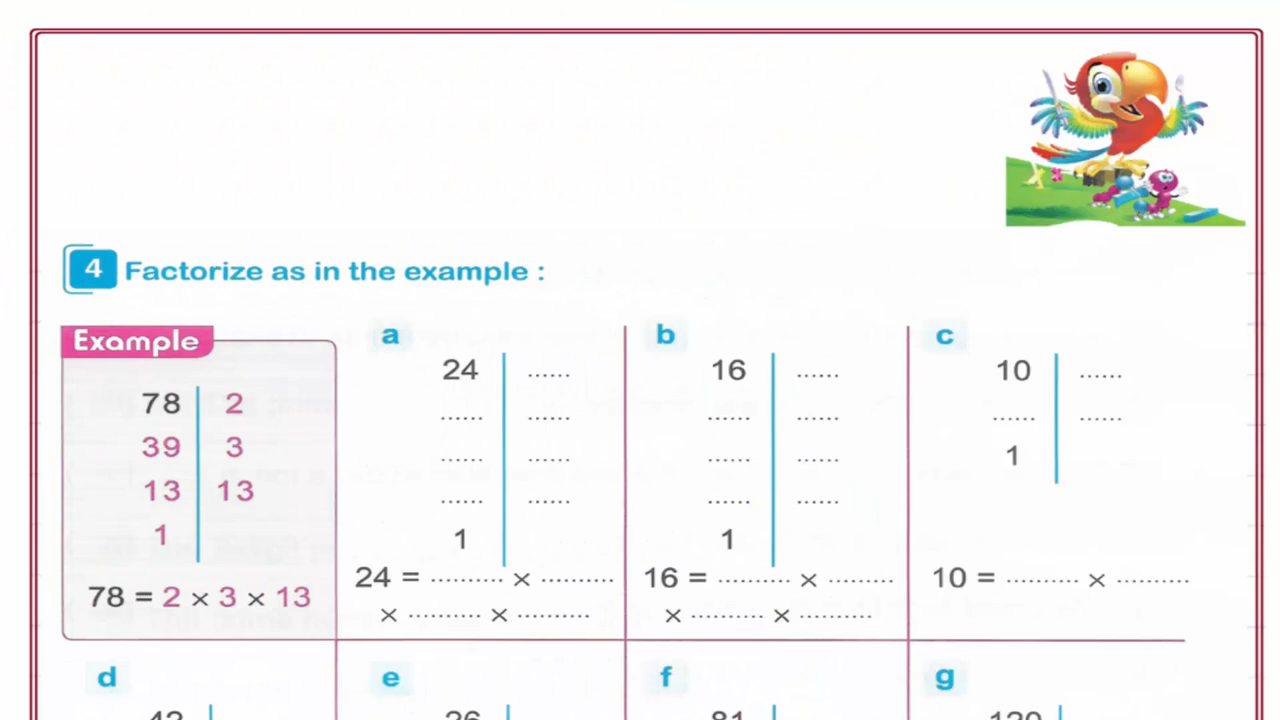 4 Factorize as in the example :
Example
78 2
39 3
13 13
1
78 = 2 × 3 × 13
a
24 ......
...... ......
...... ......
...... ......
1
24 = .......... × ..........
× .......... × ..........
b
16 ......
...... ......
...... ......
...... ......
1
16 = .......... × ..........
× .......... × ..........
c
10 ......
...... ......
1
10 = .......... × ..........
d
e
f
g